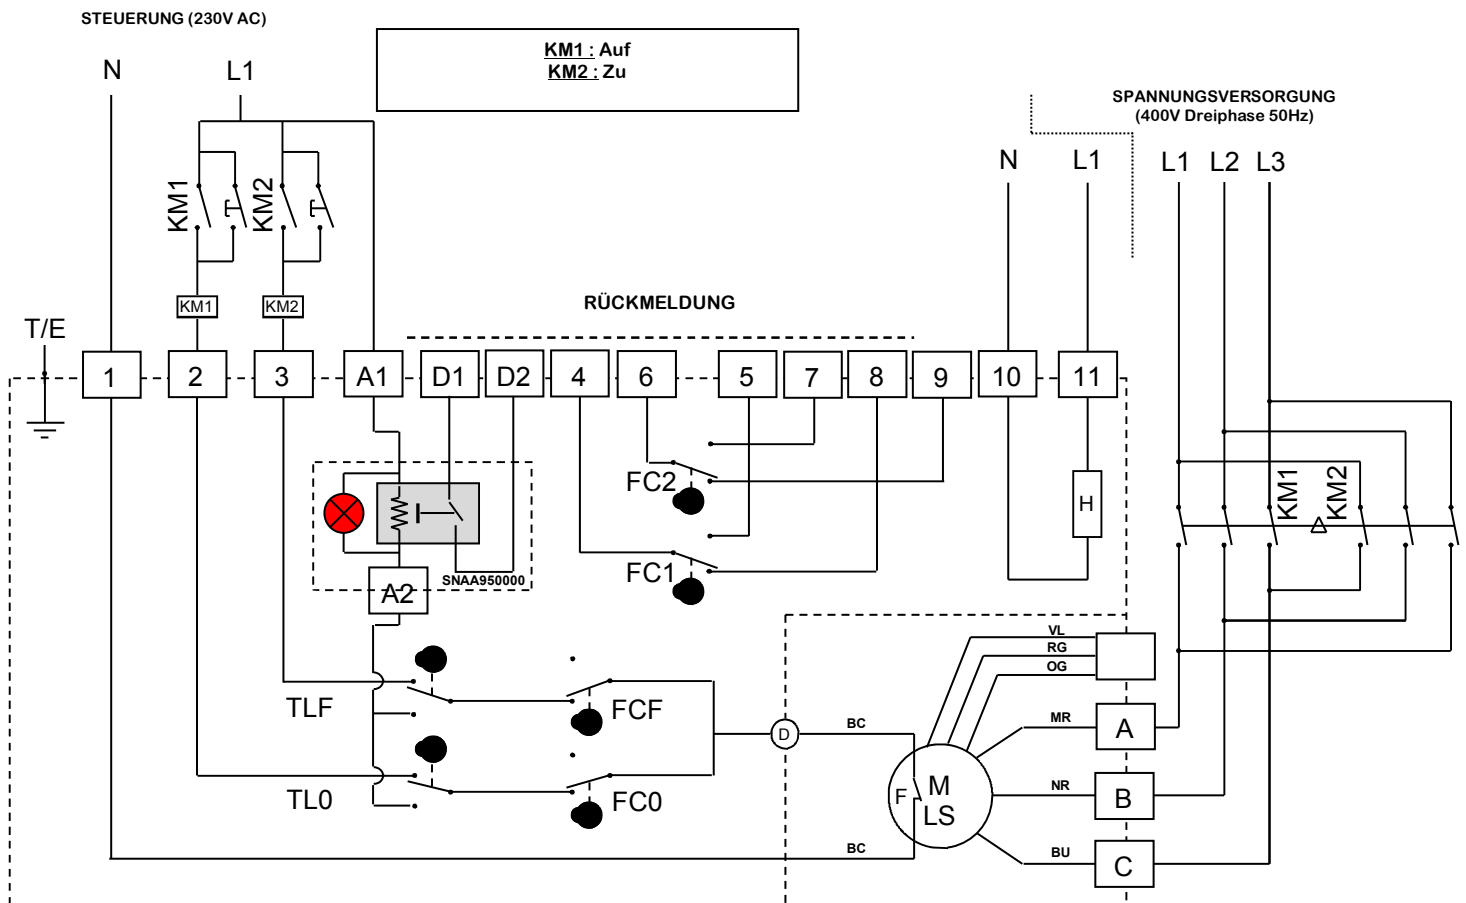 STEUERUNG (230V AC)
N
L1
KM1 : Auf
KM2 : Zu
SPANNUNGSVERSORGUNG
(400V Dreiphase 50Hz)
N
L1
L1
L2
L3
KM1
KM2
KM1
KM2
RÜCKMELDUNG
T/E
1
2
3
A1
D1
D2
4
6
5
7
8
9
10
11
FC2
FC1
H
KM1
KM2
SNAA950000
A2
VL
RG
OG
TLF
FCF
MR
A
BC
D
TL0
FC0
F
M
LS
NR
B
BC
BU
C